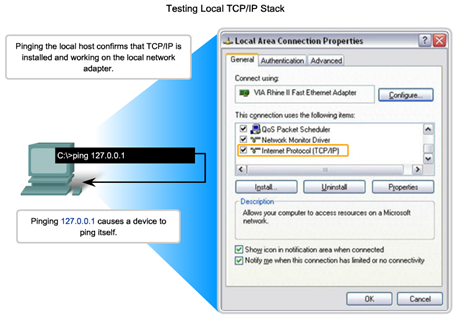 Testing Local TCP/IP Stack
Pinging the local host confirms that TCP/IP is
installed and working on the local network
adapter.
C:\>ping 127.0.0.1
Pinging 127.0.0.1 causes a device to
ping itself.
Local Area Connection Properties
General
Authentication
Advanced
Connect using:
VIA Rhine II Fast Ethernet Adapter
Configure...
This connection uses the following items:
QoS Packet Scheduler
Network Monitor Driver
Internet Protocol (TCP/IP)
Install...
Uninstall
Properties
Description
Allows your computer to access resources on a Microsoft
network.
Show icon in notification area when connected
Notify me when this connection has limited or no connectivity
OK
Cancel